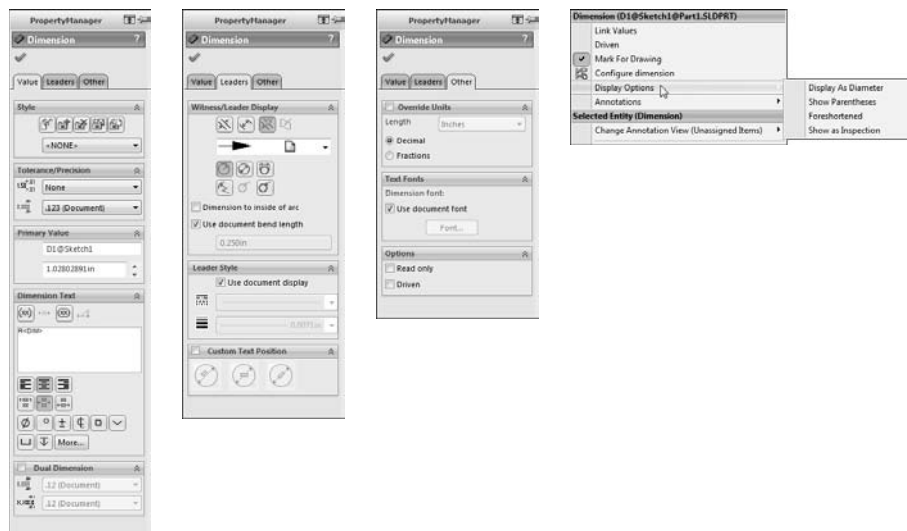 PropertyManager
Dimension ?
Value Leaders Other
Style
<NONE>
Tolerance/Precision
None
.123 (Document)
Primary Value
D1@Sketch1
1.02802891in
Dimension Text
(xx) (xx)
R<DIM>
Ø ° ± ℄ □
More...
Dual Dimension
.12 (Document)
.12 (Document)
PropertyManager
Dimension ?
Value Leaders Other
Witness/Leader Display
Dimension to inside of arc
Use document bend length
0.250in
Leader Style
Use document display
Custom Text Position
PropertyManager
Dimension ?
Value Leaders Other
Override Units
Length Inches
Decimal
Fractions
Text Fonts
Dimension font:
Use document font
Font...
Options
Read only
Driven
Dimension (D1@Sketch1@Part1.SLDPRT)
Link Values
Driven
Mark For Drawing
Configure dimension
Display Options
Annotations
Selected Entity (Dimension)
Change Annotation View (Unassigned Items)
Display As Diameter
Show Parentheses
Foreshortened
Show as Inspection